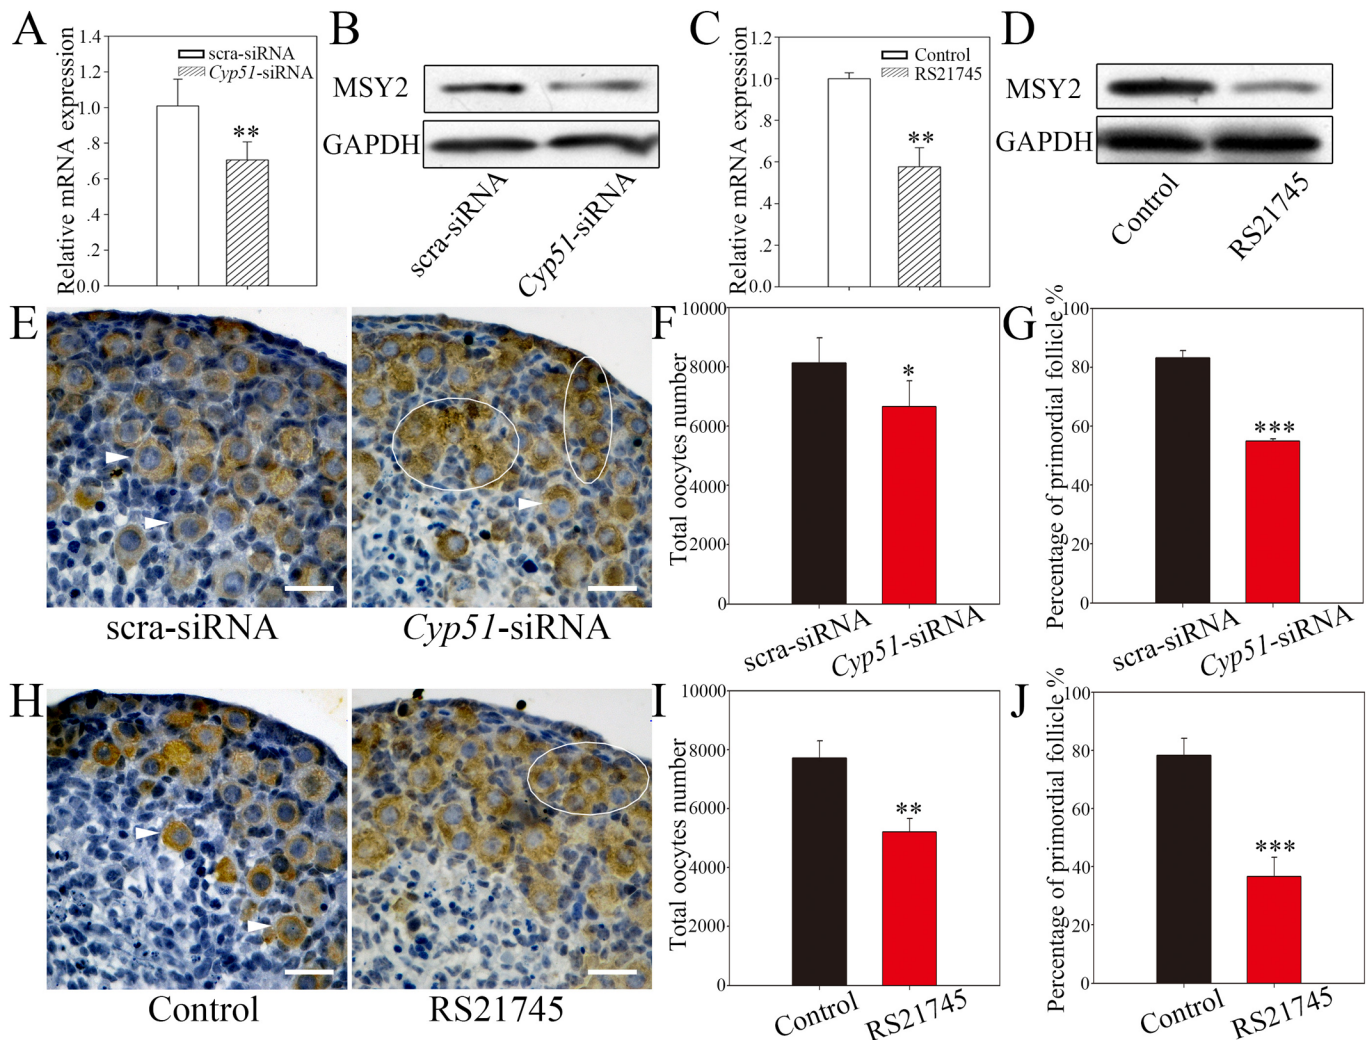 A
Relative mRNA expression
1.4
1.2
1.0
.8
.6
.4
.2
0.0
scra-siRNA
Cyp51-siRNA
**
B
MSY2
GAPDH
scra-siRNA
Cyp51-siRNA
C
Relative mRNA expression
1.2
1.0
.8
.6
.4
.2
0.0
Control
RS21745
**
D
MSY2
GAPDH
Control
RS21745
E
scra-siRNA
Cyp51-siRNA
F
Total oocytes number
10000
8000
6000
4000
2000
0
*
scra-siRNA
Cyp51-siRNA
G
Percentage of primordial follicle %
100
80
60
40
20
0
***
scra-siRNA
Cyp51-siRNA
H
Control
RS21745
I
Total oocytes number
10000
8000
6000
4000
2000
0
**
Control
RS21745
J
Percentage of primordial follicle %
100
80
60
40
20
0
***
Control
RS21745